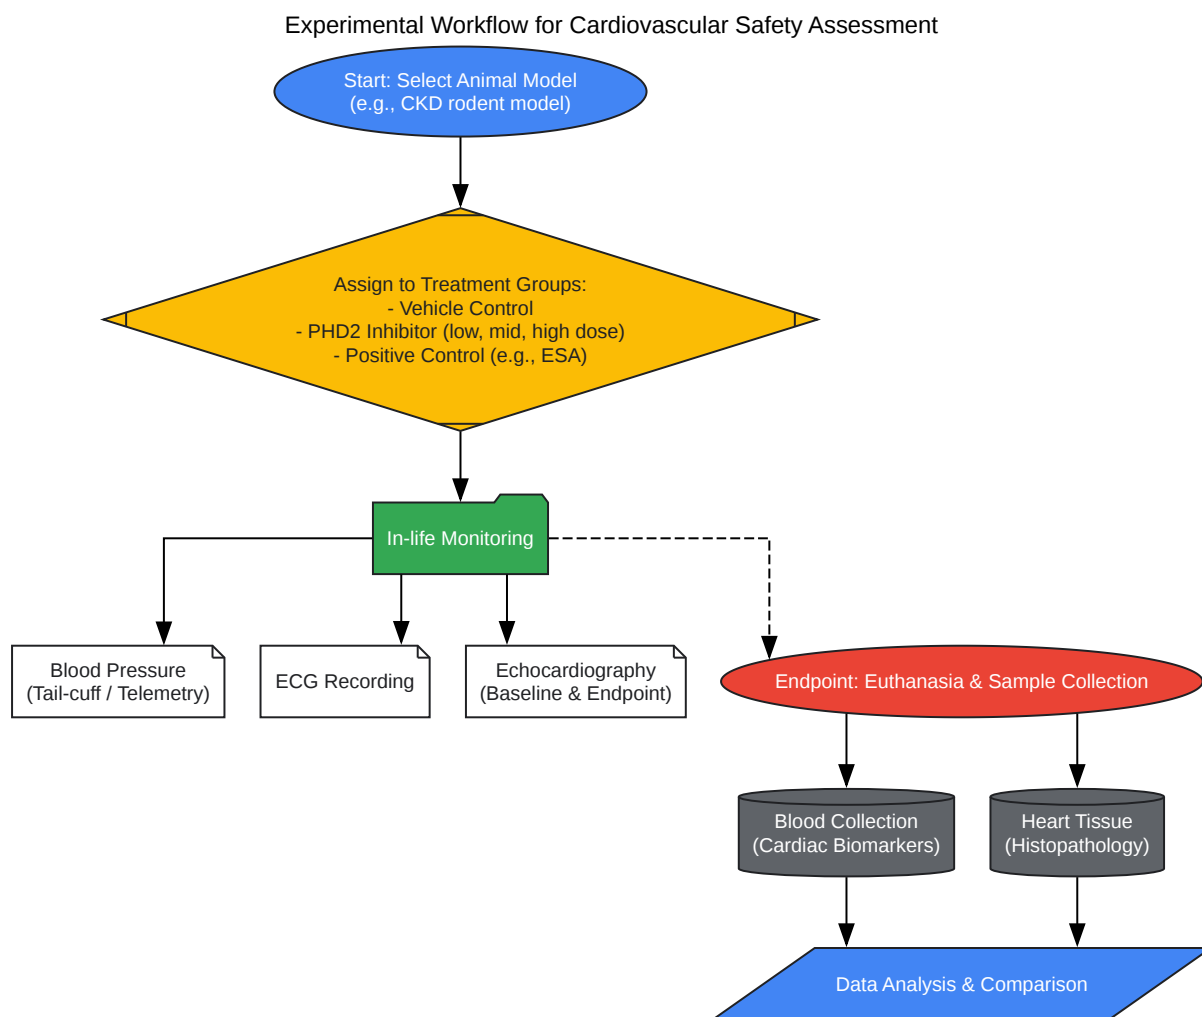 Experimental Workflow for Cardiovascular Safety Assessment
Start: Select Animal Model
(e.g., CKD rodent model)
Assign to Treatment Groups:
- Vehicle Control
- PHD2 Inhibitor (low, mid, high dose)
- Positive Control (e.g., ESA)
In-life Monitoring
Blood Pressure
(Tail-cuff / Telemetry)
ECG Recording
Echocardiography
(Baseline & Endpoint)
Endpoint: Euthanasia & Sample Collection
Blood Collection
(Cardiac Biomarkers)
Heart Tissue
(Histopathology)
Data Analysis & Comparison